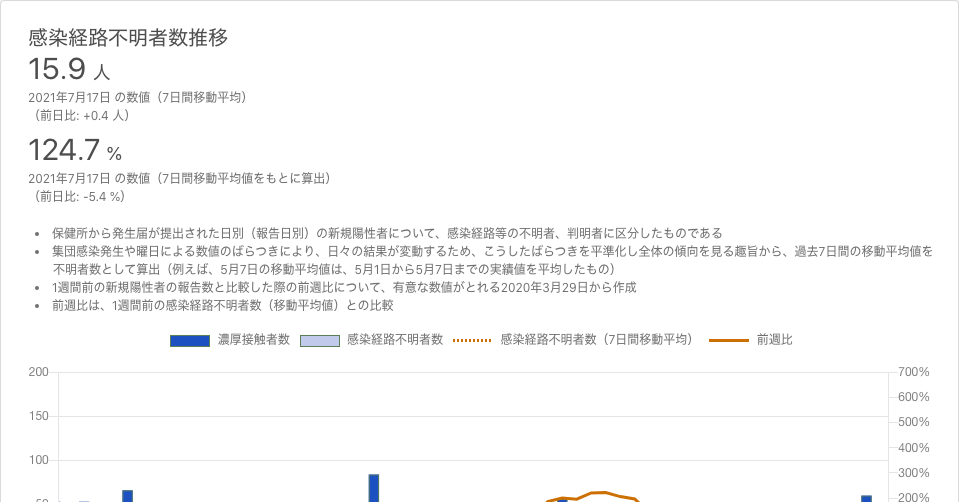 感染経路不明者数推移
15.9 人
2021年7月17日 の数値（7日間移動平均）
（前日比: +0.4 人）
124.7 %
2021年7月17日 の数値（7日間移動平均値をもとに算出）
（前日比: -5.4 %）
• 保健所から発生届が提出された日別（報告日別）の新規陽性者について、感染経路等の不明者、判明者に区分したものである
• 集団感染発生や曜日による数値のばらつきにより、日々の結果が変動するため、こうしたばらつきを平準化し全体の傾向を見る趣旨から、過去7日間の移動平均値を
不明者数として算出（例えば、5月7日の移動平均値は、5月1日から5月7日までの実績値を平均したもの）
• 1週間前の新規陽性者の報告数と比較した際の前週比について、有意な数値がとれる2020年3月29日から作成
• 前週比は、1週間前の感染経路不明者数（移動平均値）との比較
濃厚接触者数 感染経路不明者数 感染経路不明者数（7日間移動平均） 前週比
200 700%
600%
150 500%
400%
100 300%
50 200%